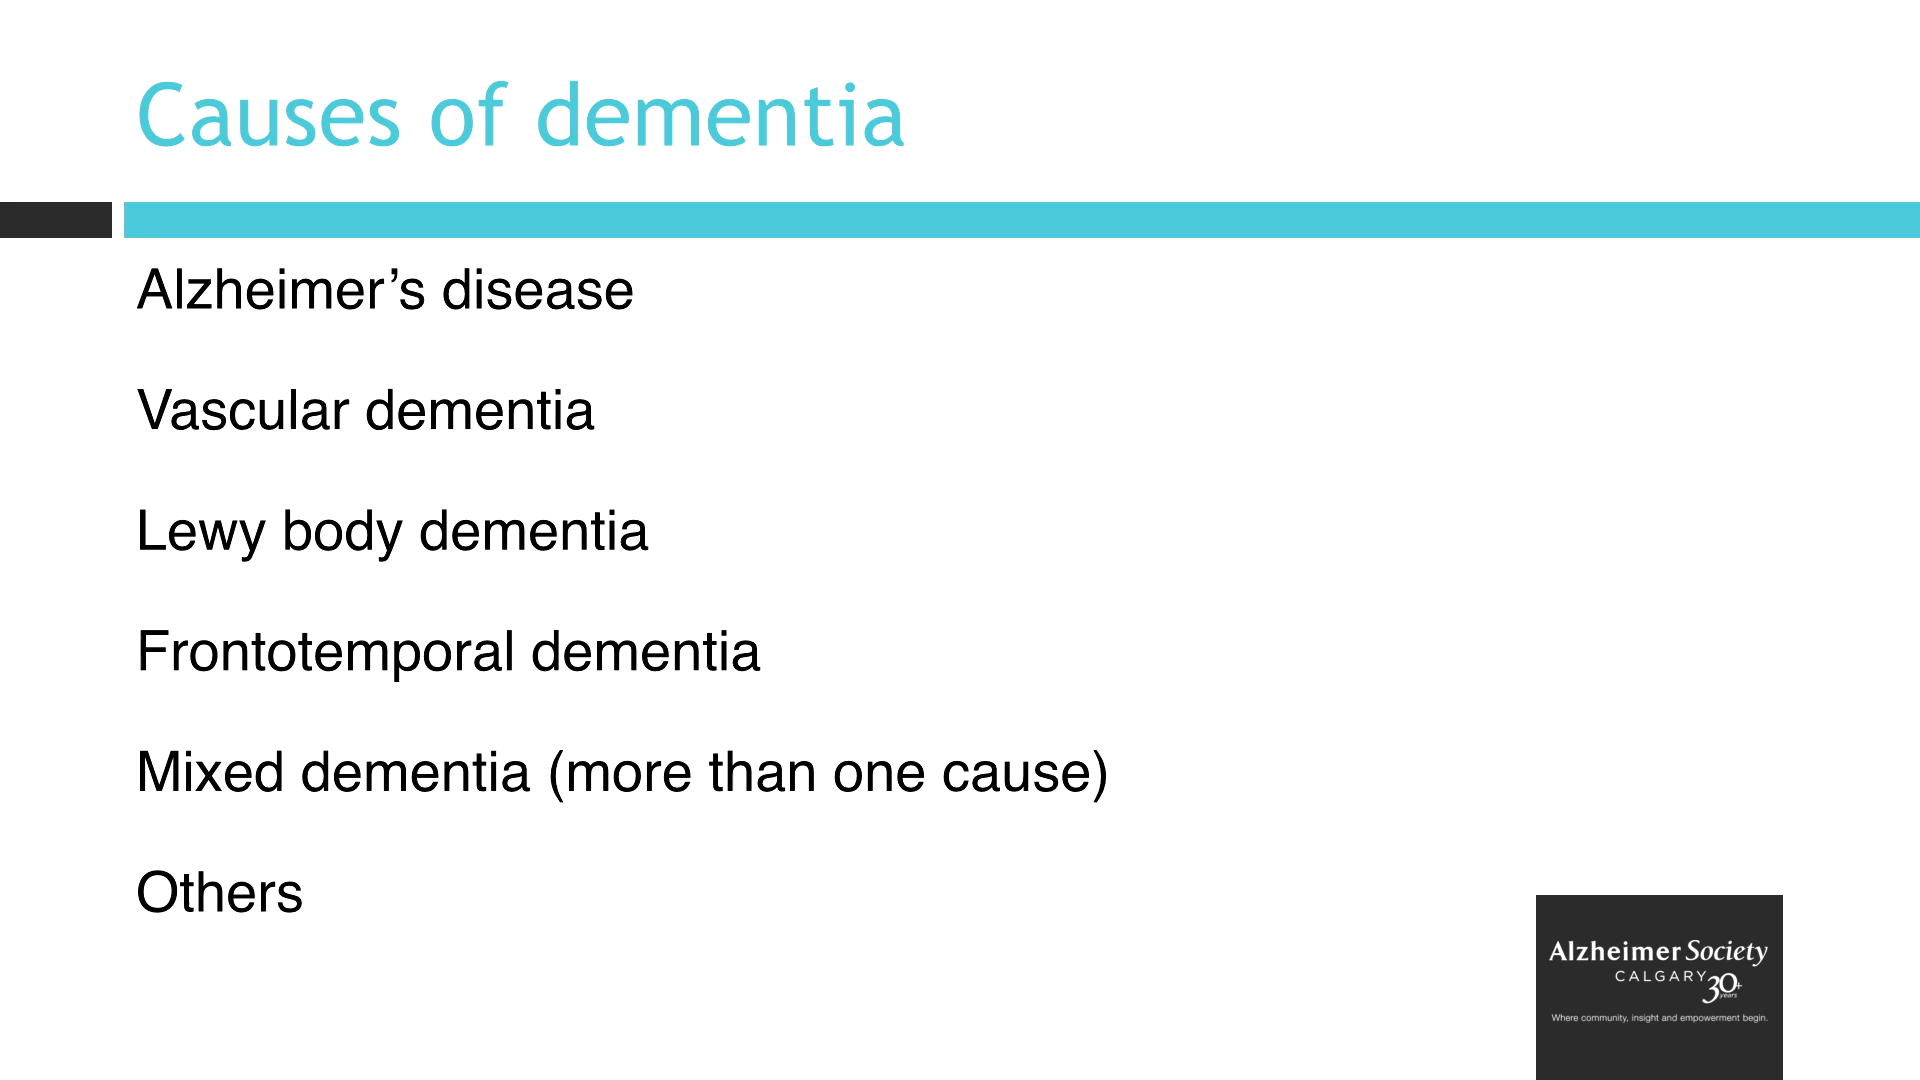 Causes of dementia
Alzheimer’s disease
Vascular dementia
Lewy body dementia
Frontotemporal dementia
Mixed dementia (more than one cause)
Others
Alzheimer Society
CALGARY 30+
years
Where community, insight and empowerment begin.